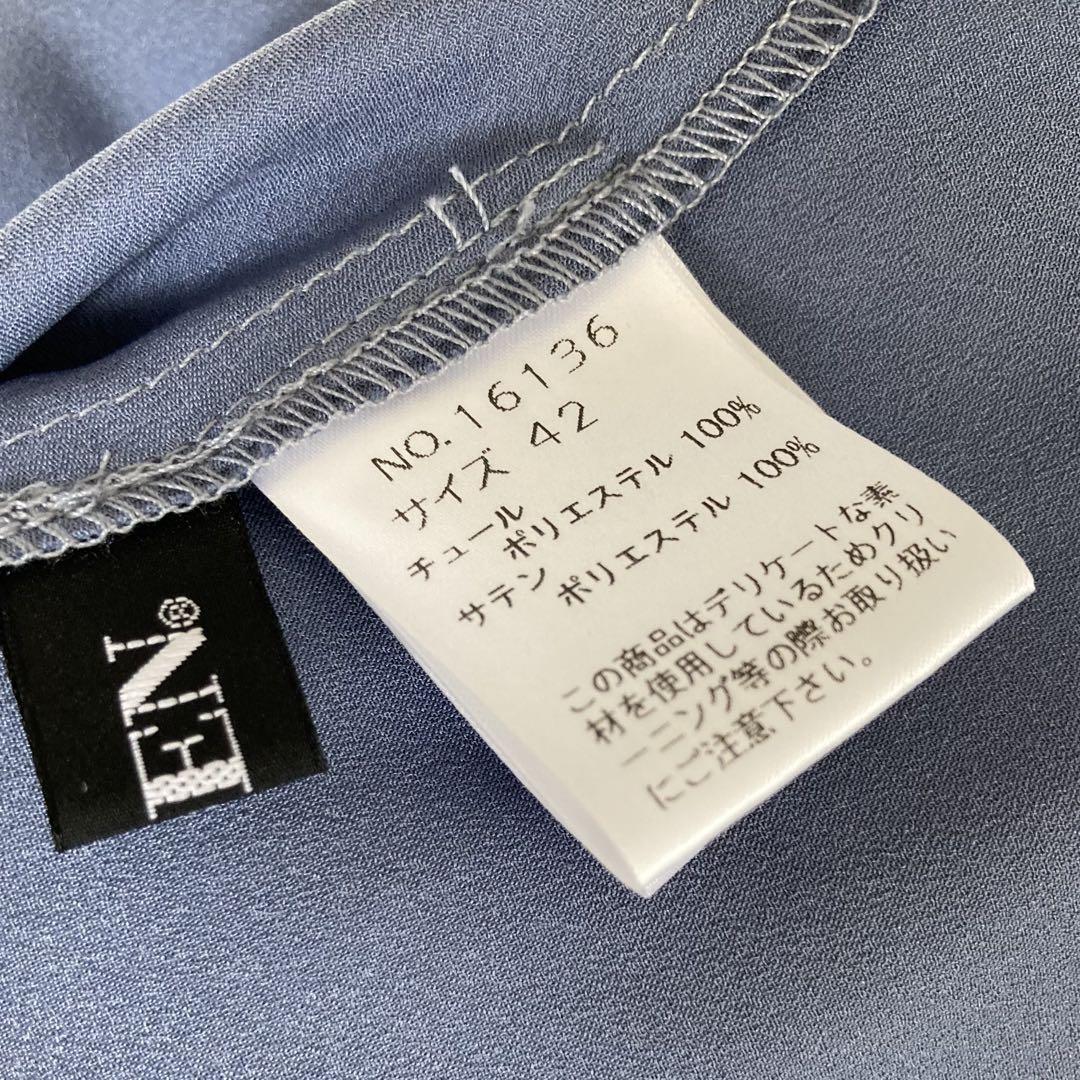 NO.16136
サイズ 42
チュール
ポリエステル 100%
サテン
ポリエステル 100%
この商品はデリケートな素
材を使用しているためクリ
ーニング等の際お取り扱い
にご注意下さい。
EN®